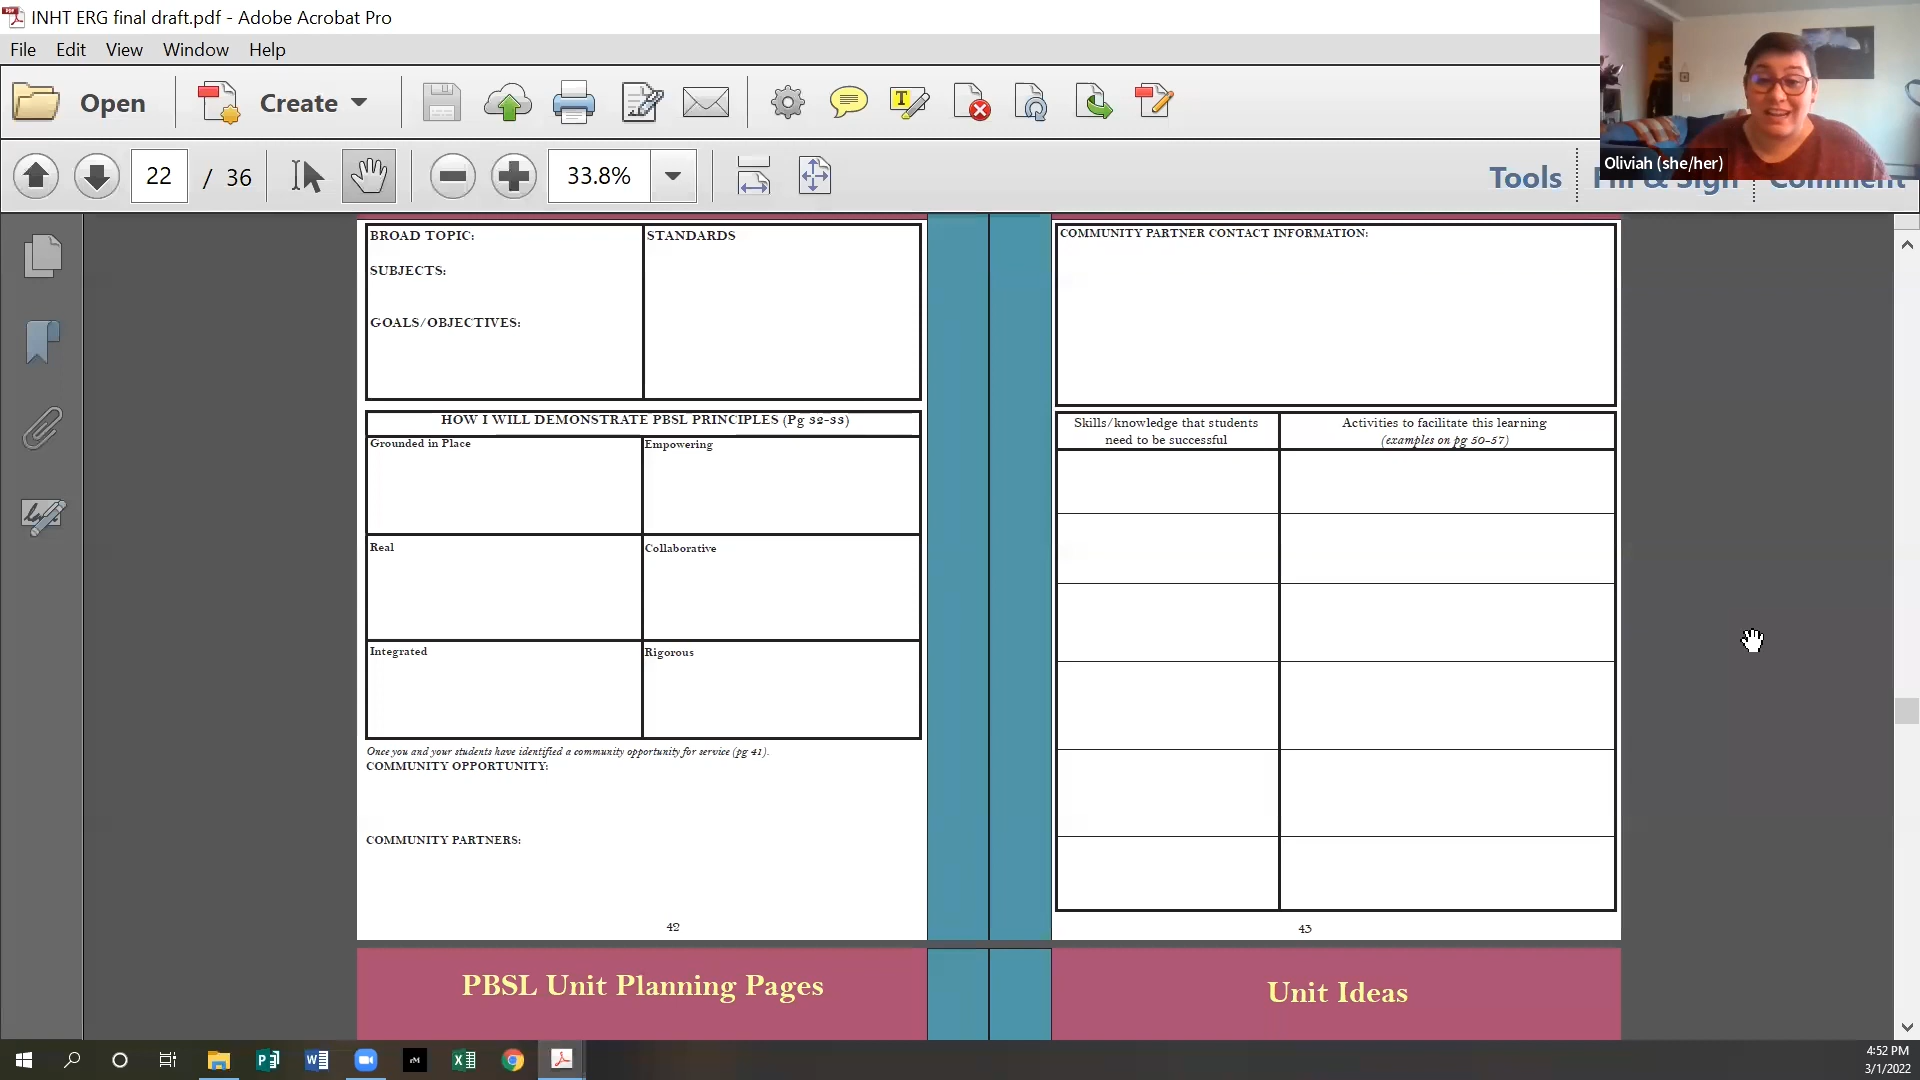 INHT ERG final draft.pdf - Adobe Acrobat Pro
File Edit View Window Help
Open Create
22 / 36 33.8% Tools Fill & Sign Comment
Oliviah (she/her)
BROAD TOPIC:
SUBJECTS:
GOALS/OBJECTIVES:
STANDARDS
HOW I WILL DEMONSTRATE PBSL PRINCIPLES (Pg 32-33)
Grounded in Place
Empowering
Real
Collaborative
Integrated
Rigorous
Once you and your students have identified a community opportunity for service (pg 41).
COMMUNITY OPPORTUNITY:
COMMUNITY PARTNERS:
42
COMMUNITY PARTNER CONTACT INFORMATION:
Skills/knowledge that students
need to be successful
Activities to facilitate this learning
(examples on pg 50-57)
43
PBSL Unit Planning Pages
Unit Ideas
4:52 PM
3/1/2022